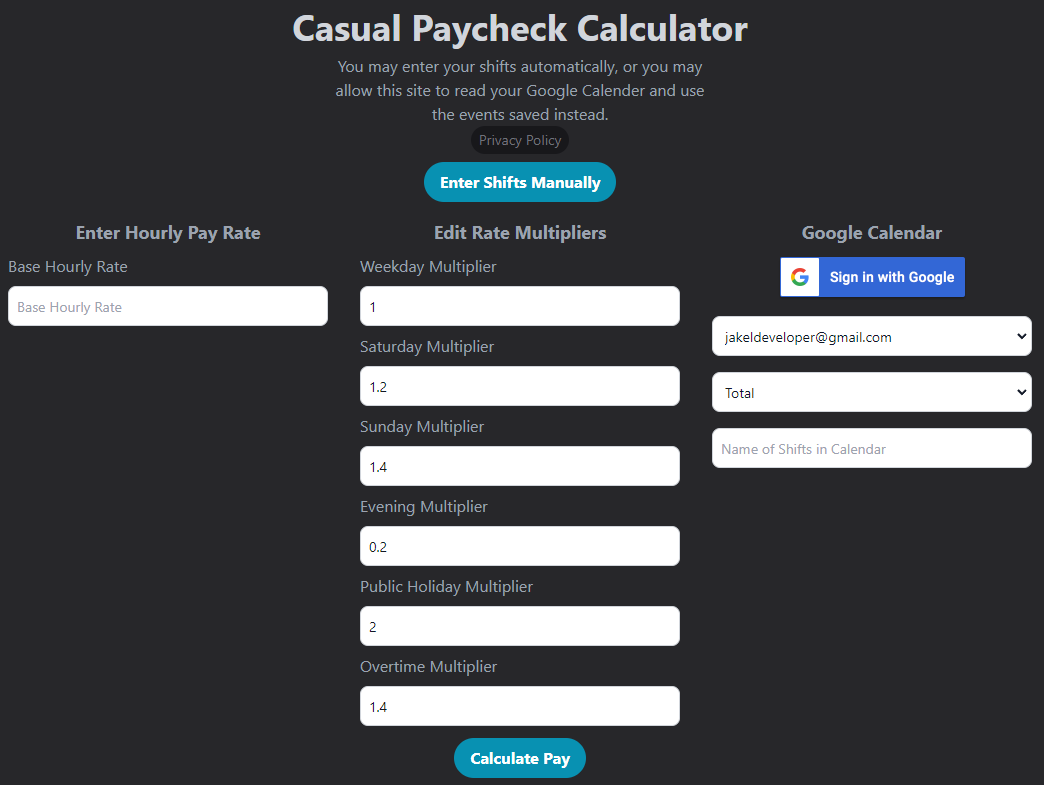 Casual Paycheck Calculator
You may enter your shifts automatically, or you may
allow this site to read your Google Calender and use
the events saved instead.
Privacy Policy
Enter Shifts Manually
Enter Hourly Pay Rate
Base Hourly Rate
Base Hourly Rate
Edit Rate Multipliers
Weekday Multiplier
1
Saturday Multiplier
1.2
Sunday Multiplier
1.4
Evening Multiplier
0.2
Public Holiday Multiplier
2
Overtime Multiplier
1.4
Google Calendar
G Sign in with Google
jakeldeveloper@gmail.com
Total
Name of Shifts in Calendar
Calculate Pay